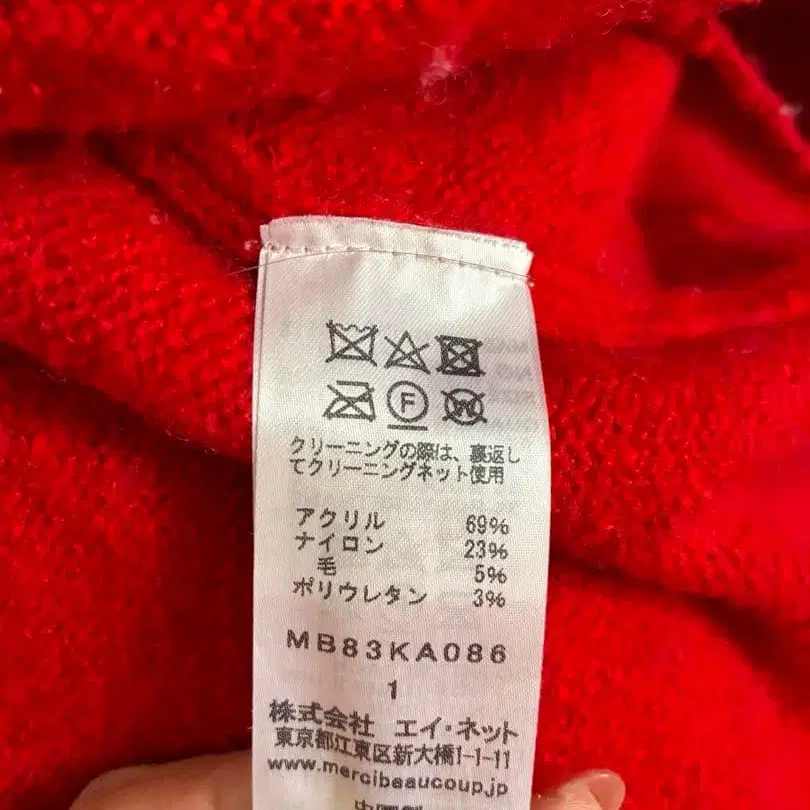 F
W
クリーニングの際は、裏返し
てクリーニングネット使用
アクリル 69%
ナイロン 23%
毛 5%
ポリウレタン 3%
MB83KA086
1
株式会社 エイ・ネット
東京都江東区新大橋1-1-11
www.mercibeaucoup.jp